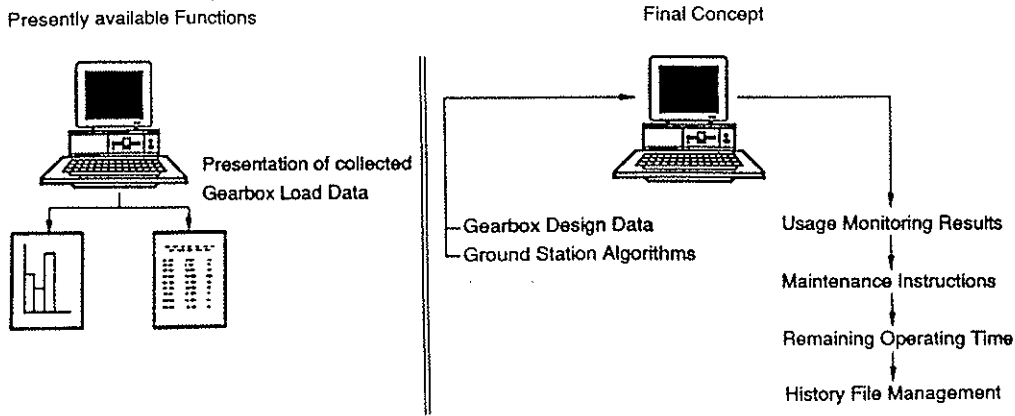 Presently available Functions
Presentation of collected
Gearbox Load Data
Final Concept
Gearbox Design Data
Ground Station Algorithms
Usage Monitoring Results
Maintenance Instructions
Remaining Operating Time
History File Management